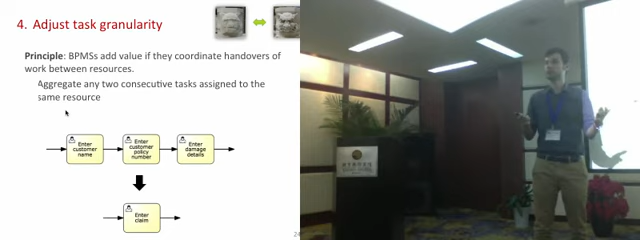 4. Adjust task granularity
Principle: BPMSs add value if they coordinate handovers of
work between resources.
Aggregate any two consecutive tasks assigned to the
same resource
Enter
customer
name
Enter
customer
policy
number
Enter
damage
details
Enter
claim